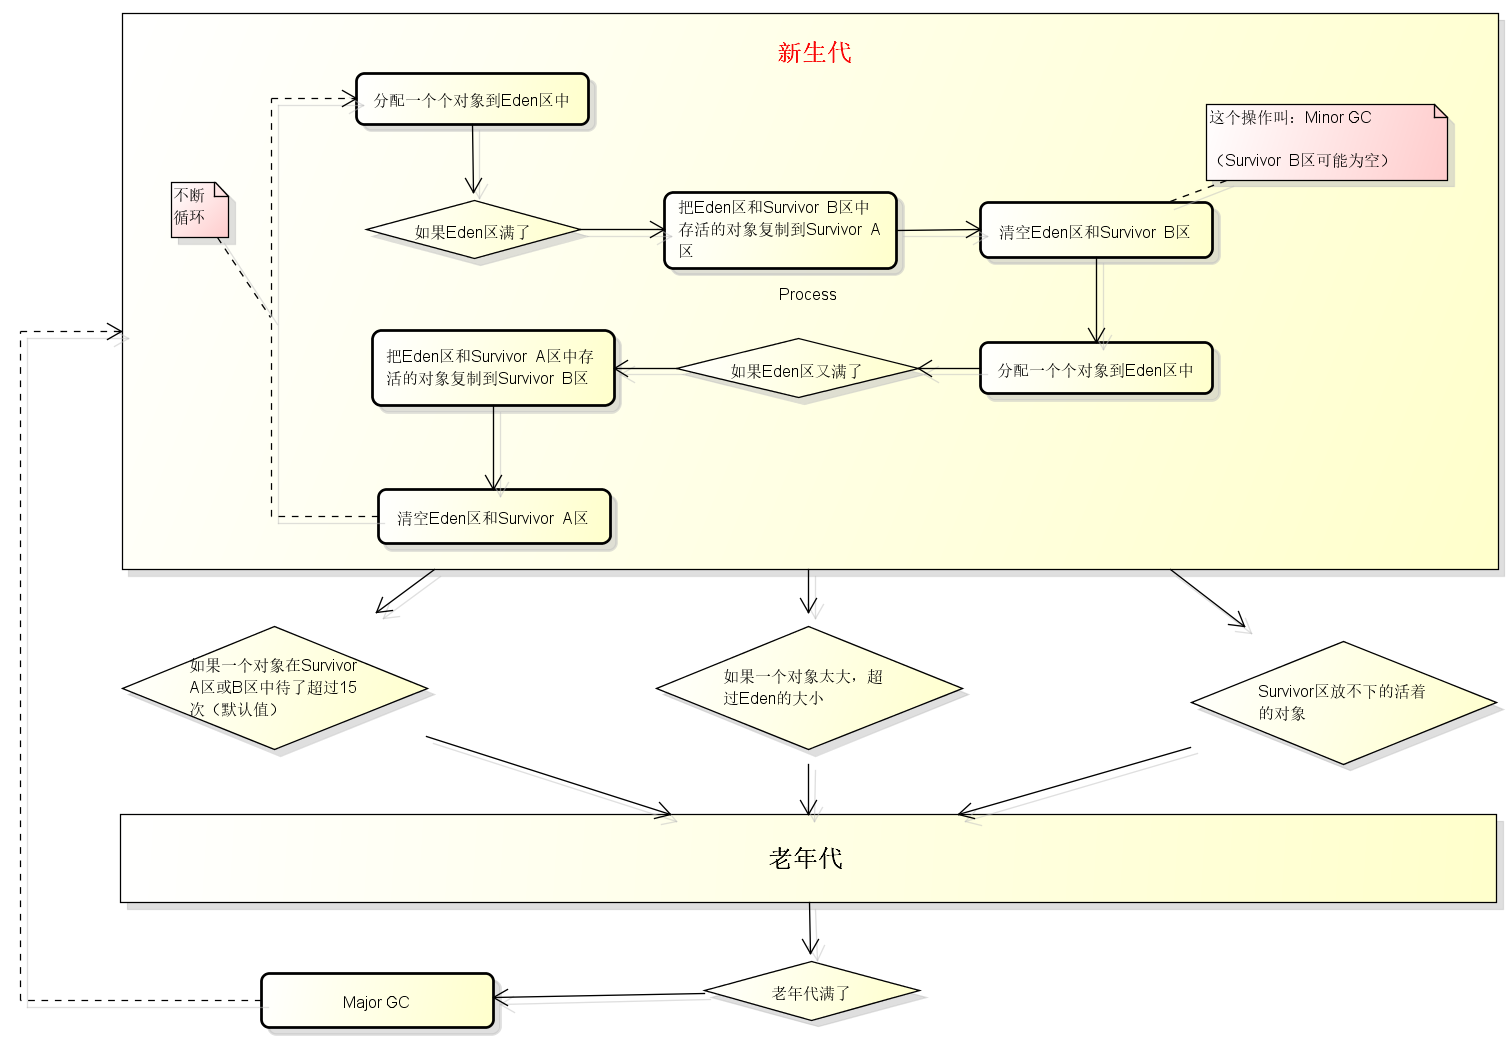 新生代
分配一个个对象到Eden区中
这个操作叫：Minor GC
（Survivor B区可能为空）
不断
循环
如果Eden区满了
把Eden区和Survivor B区中
存活的对象复制到Survivor A
区
清空Eden区和Survivor B区
Process
把Eden区和Survivor A区中存
活的对象复制到Survivor B区
如果Eden区又满了
分配一个个对象到Eden区中
清空Eden区和Survivor A区
如果一个对象在Survivor
A区或B区中待了超过15
次（默认值）
如果一个对象太大，超
过Eden的大小
Survivor区放不下的活着
的对象
老年代
老年代满了
Major GC